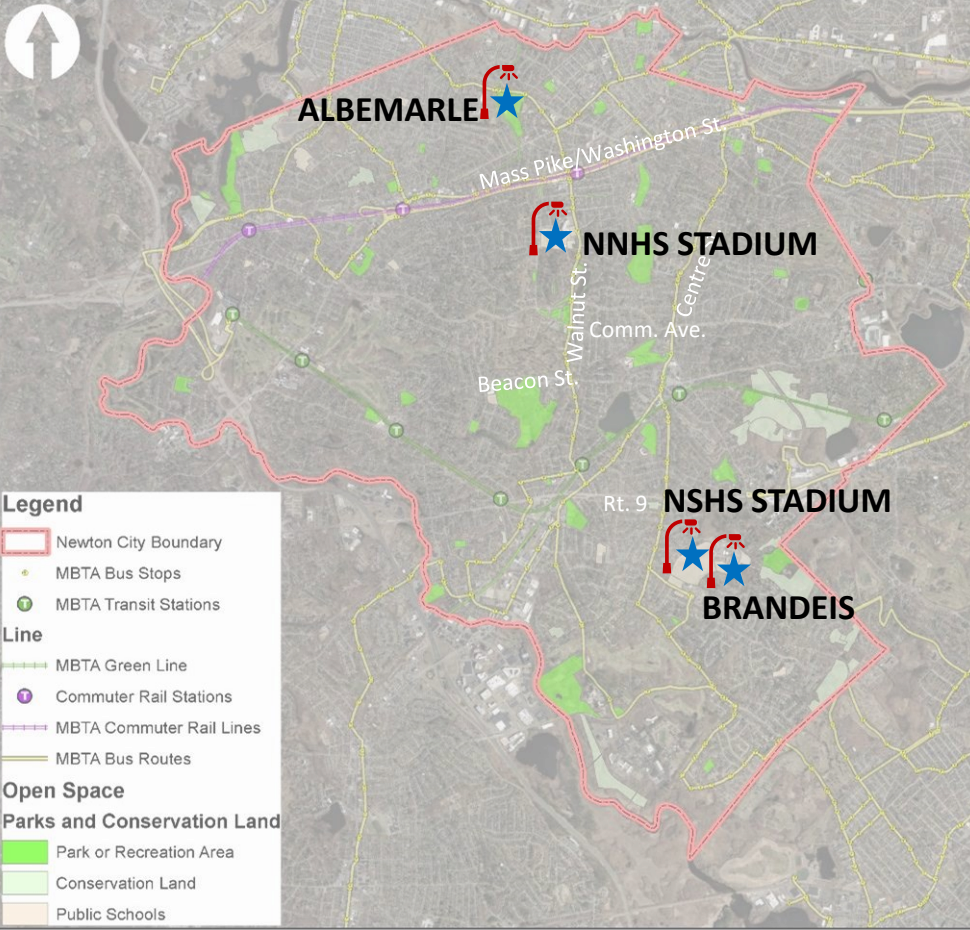 ALBEMARLE
Mass Pike/Washington St.
NNHS STADIUM
Centre
Walnut St.
Comm. Ave.
Beacon St.
Rt. 9
NSHS STADIUM
BRANDEIS
Legend
Newton City Boundary
MBTA Bus Stops
T MBTA Transit Stations
Line
MBTA Green Line
T Commuter Rail Stations
MBTA Commuter Rail Lines
MBTA Bus Routes
Open Space
Parks and Conservation Land
Park or Recreation Area
Conservation Land
Public Schools